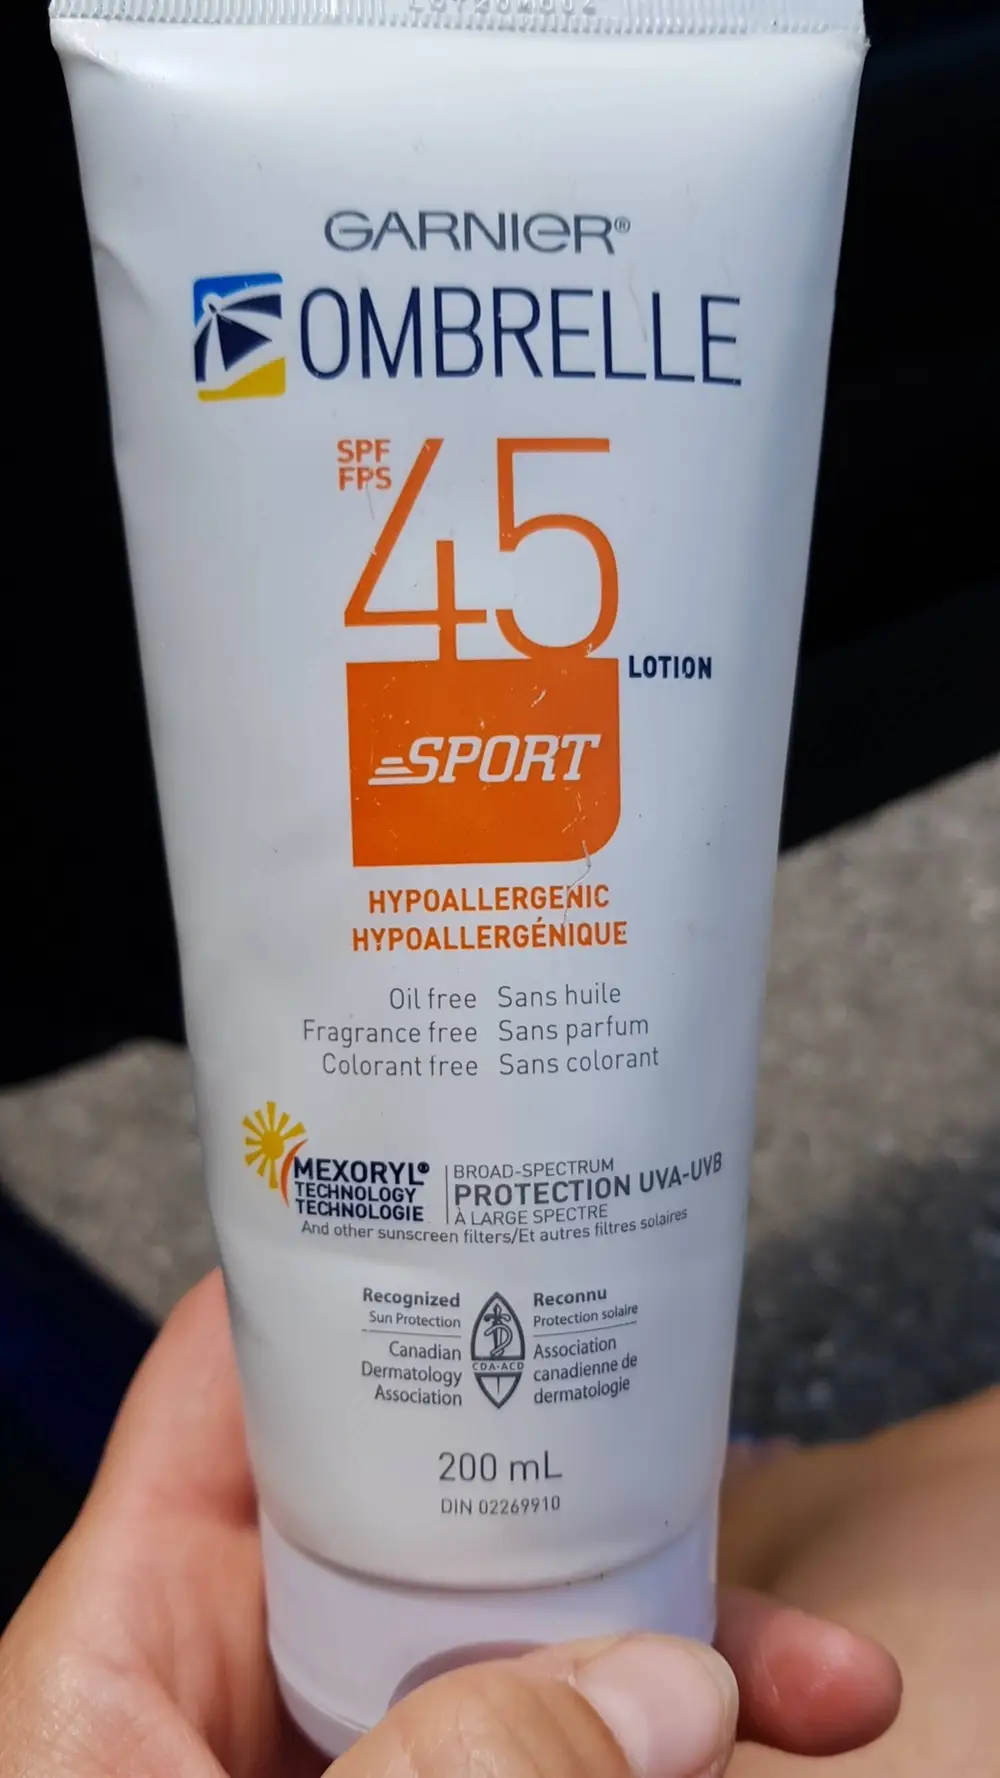 GARNIER®
OMBRELLE
SPF
FPS
45
LOTION
SPORT
HYPOALLERGENIC
HYPOALLERGÉNIQUE
Oil free Sans huile
Fragrance free Sans parfum
Colorant free Sans colorant
MEXORYL®
TECHNOLOGY
TECHNOLOGIE
BROAD-SPECTRUM
PROTECTION UVA-UVB
À LARGE SPECTRE
And other sunscreen filters/Et autres filtres solaires
Recognized
Sun Protection
Canadian
Dermatology
Association
CDA-ACD
Reconnu
Protection solaire
Association
canadienne de
dermatologie
200 mL
DIN 02269910